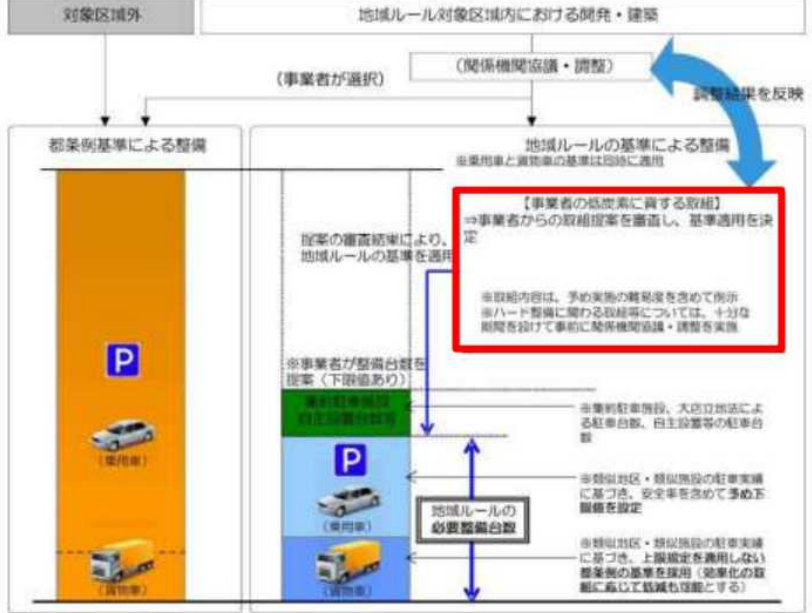 対象区域外
地域ルール対象区域内における開発・建築
(関係機関協議・調整)
(事業者が選択)
調整結果を反映
都条例基準による整備
地域ルールの基準による整備
※乗用車と貨物車の基準は同時に適用
【事業者の低炭素に資する取組】
⇒事業者からの取組提案を審査し、基準適用を決
定
※取組内容は、予め実施の難易度を含めて例示
※ハード整備に関わる取組等については、十分な
期間を設けて事前に関係機関協議・調整を実施
提案の審査結果により、
地域ルールの基準を適用
※事業者が整備台数を
提案(下限値あり)
集約駐車施設
自主設置台数等
※集約駐車施設、大店立地法によ
る駐車台数、自主設置等の駐車台
数
P
(乗用車)
P
(乗用車)
地域ルールの
必要整備台数
※類似地区・類似施設の駐車実績
に基づき、安全率を含めて予め下
限値を設定
(貨物車)
(貨物車)
※類似地区・類似施設の駐車実績
に基づき、上限規定を適用しない
都条例の基準を採用(効率化の取
組に応じて低減も可能とする)